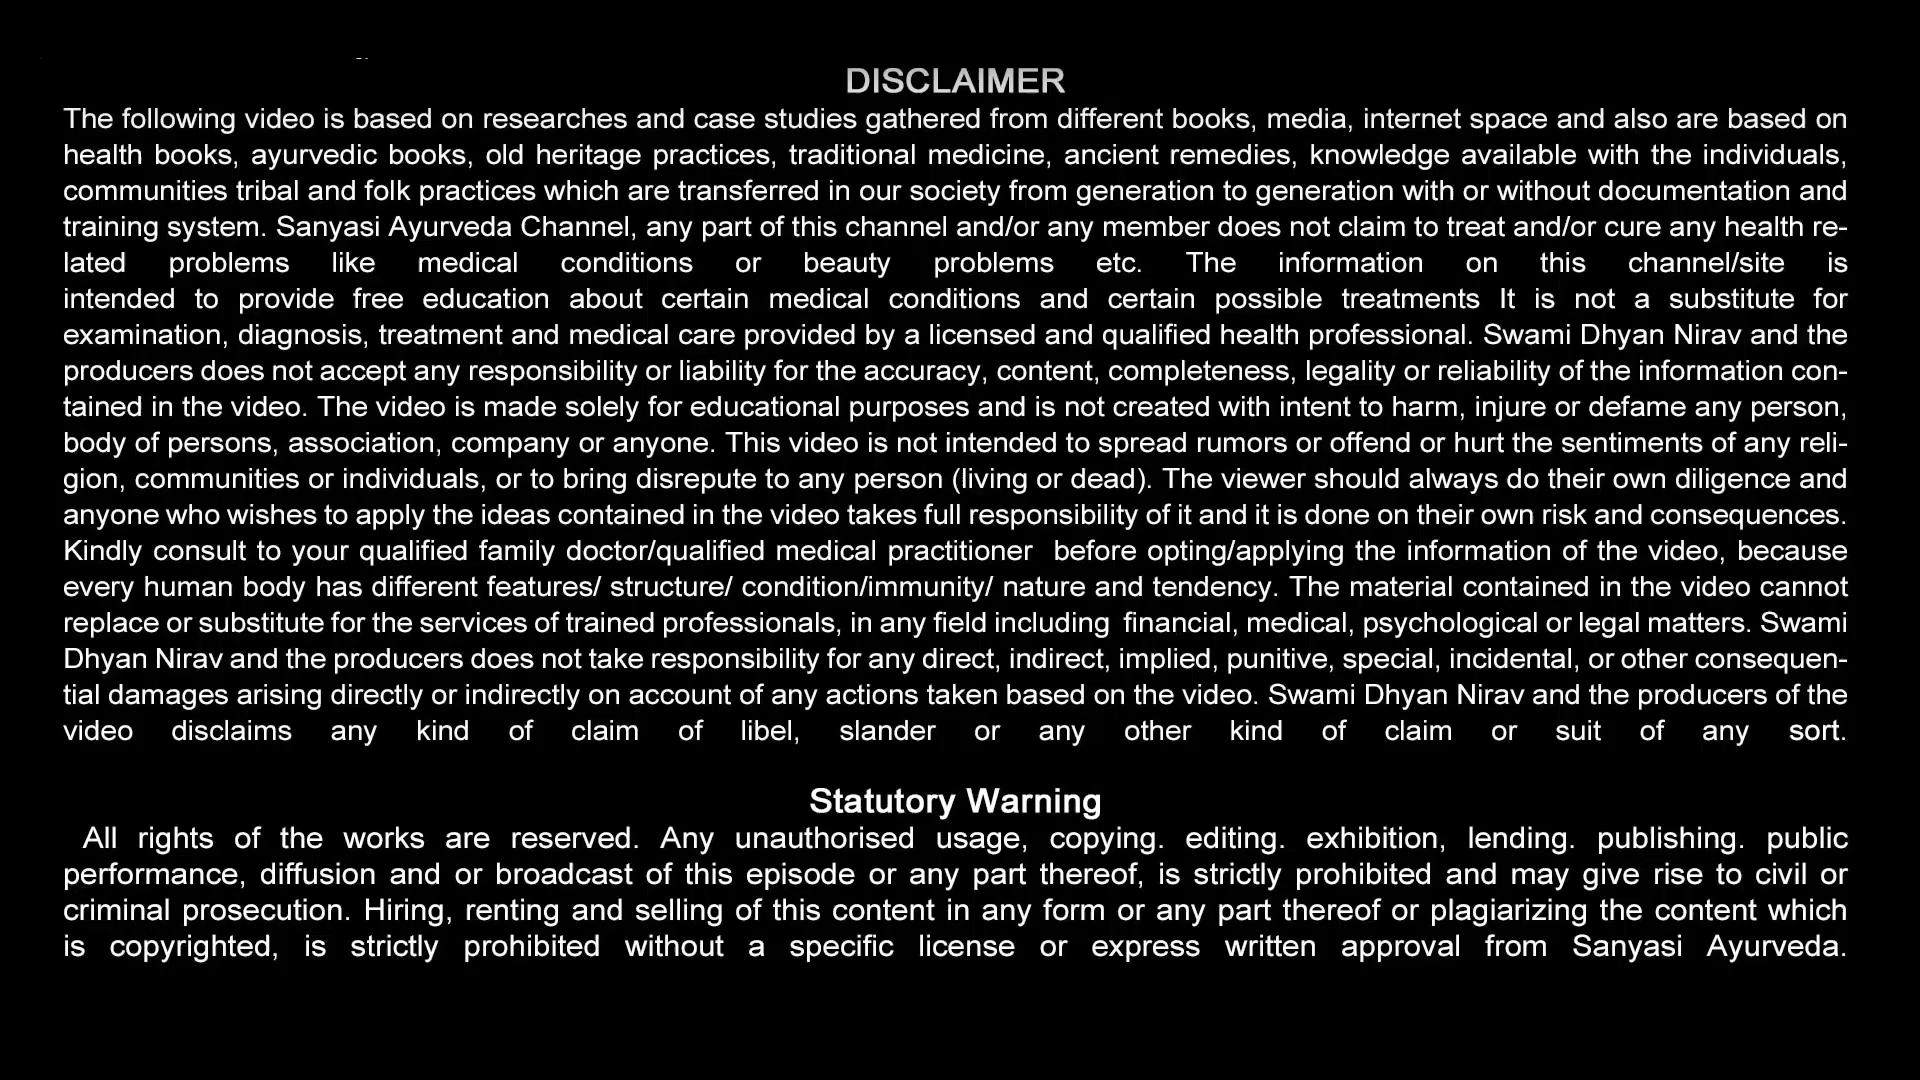 DISCLAIMER
The following video is based on researches and case studies gathered from different books, media, internet space and also are based on
health books, ayurvedic books, old heritage practices, traditional medicine, ancient remedies, knowledge available with the individuals,
communities tribal and folk practices which are transferred in our society from generation to generation with or without documentation and
training system. Sanyasi Ayurveda Channel, any part of this channel and/or any member does not claim to treat and/or cure any health re-
lated problems like medical conditions or beauty problems etc. The information on this channel/site is
intended to provide free education about certain medical conditions and certain possible treatments It is not a substitute for
examination, diagnosis, treatment and medical care provided by a licensed and qualified health professional. Swami Dhyan Nirav and the
producers does not accept any responsibility or liability for the accuracy, content, completeness, legality or reliability of the information con-
tained in the video. The video is made solely for educational purposes and is not created with intent to harm, injure or defame any person,
body of persons, association, company or anyone. This video is not intended to spread rumors or offend or hurt the sentiments of any reli-
gion, communities or individuals, or to bring disrepute to any person (living or dead). The viewer should always do their own diligence and
anyone who wishes to apply the ideas contained in the video takes full responsibility of it and it is done on their own risk and consequences.
Kindly consult to your qualified family doctor/qualified medical practitioner before opting/applying the information of the video, because
every human body has different features/ structure/ condition/immunity/ nature and tendency. The material contained in the video cannot
replace or substitute for the services of trained professionals, in any field including financial, medical, psychological or legal matters. Swami
Dhyan Nirav and the producers does not take responsibility for any direct, indirect, implied, punitive, special, incidental, or other consequen-
tial damages arising directly or indirectly on account of any actions taken based on the video. Swami Dhyan Nirav and the producers of the
video disclaims any kind of claim of libel, slander or any other kind of claim or suit of any sort.
Statutory Warning
All rights of the works are reserved. Any unauthorised usage, copying. editing. exhibition, lending. publishing. public
performance, diffusion and or broadcast of this episode or any part thereof, is strictly prohibited and may give rise to civil or
criminal prosecution. Hiring, renting and selling of this content in any form or any part thereof or plagiarizing the content which
is copyrighted, is strictly prohibited without a specific license or express written approval from Sanyasi Ayurveda.